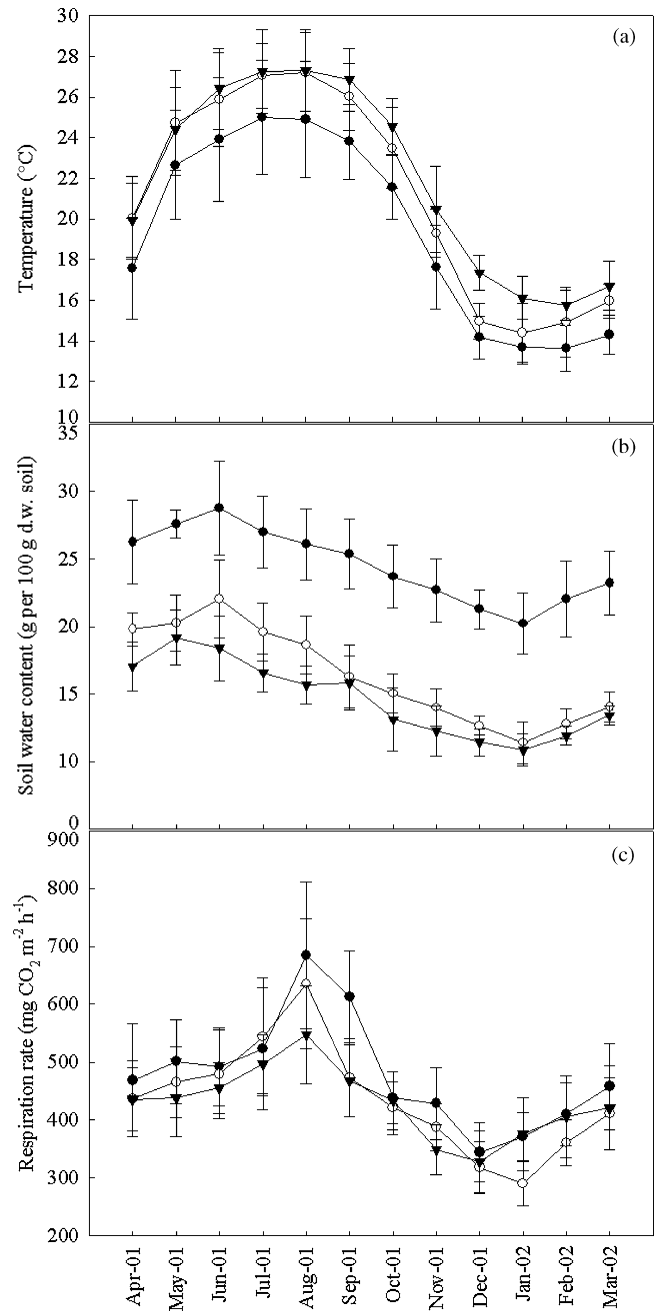 30
28
26
24
22
20
18
16
14
12
10
Temperature (°C)
(a)
35
30
25
20
15
10
0
Soil water content (g per 100 g d.w. soil)
(b)
900
800
700
600
500
400
300
200
Respiration rate (mg CO₂ m⁻² h⁻¹)
(c)
Apr-01
May-01
Jun-01
Jul-01
Aug-01
Sep-01
Oct-01
Nov-01
Dec-01
Jan-02
Feb-02
Mar-02